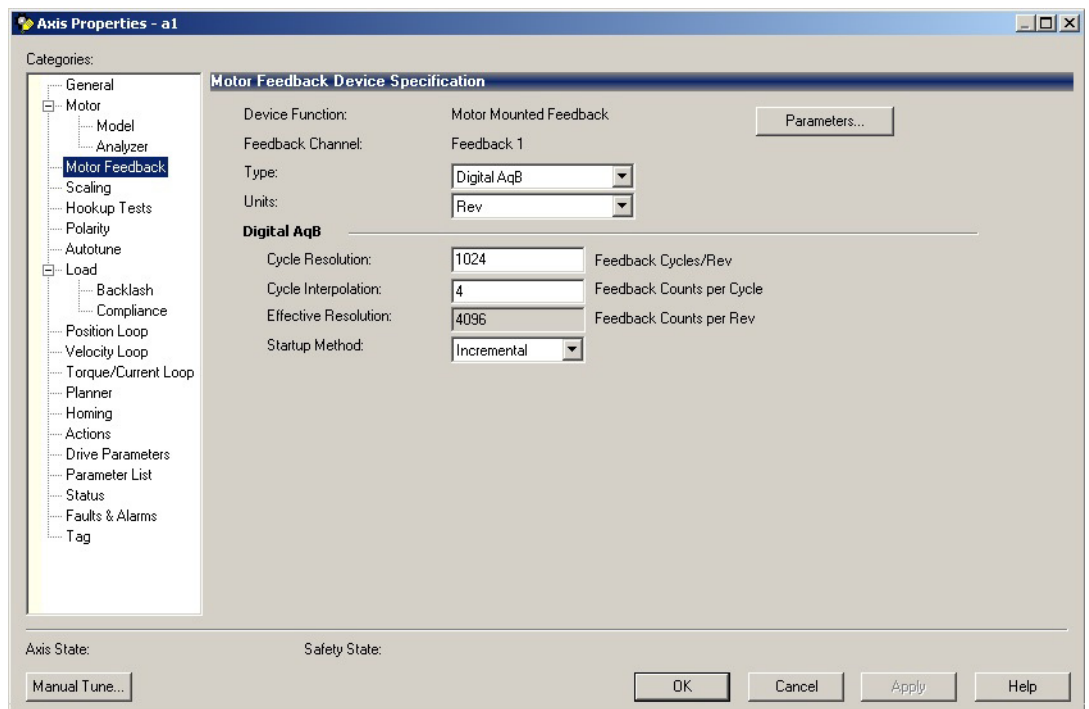 Axis Properties - a1
Categories:
General
Motor
Model
Analyzer
Motor Feedback
Scaling
Hookup Tests
Polarity
Autotune
Load
Backlash
Compliance
Position Loop
Velocity Loop
Torque/Current Loop
Planner
Homing
Actions
Drive Parameters
Parameter List
Status
Faults & Alarms
Tag
Motor Feedback Device Specification
Device Function: Motor Mounted Feedback Parameters...
Feedback Channel: Feedback 1
Type: Digital AqB
Units: Rev
Digital AqB
Cycle Resolution: 1024 Feedback Cycles/Rev
Cycle Interpolation: 4 Feedback Counts per Cycle
Effective Resolution: 4096 Feedback Counts per Rev
Startup Method: Incremental
Axis State: Safety State:
Manual Tune... OK Cancel Apply Help